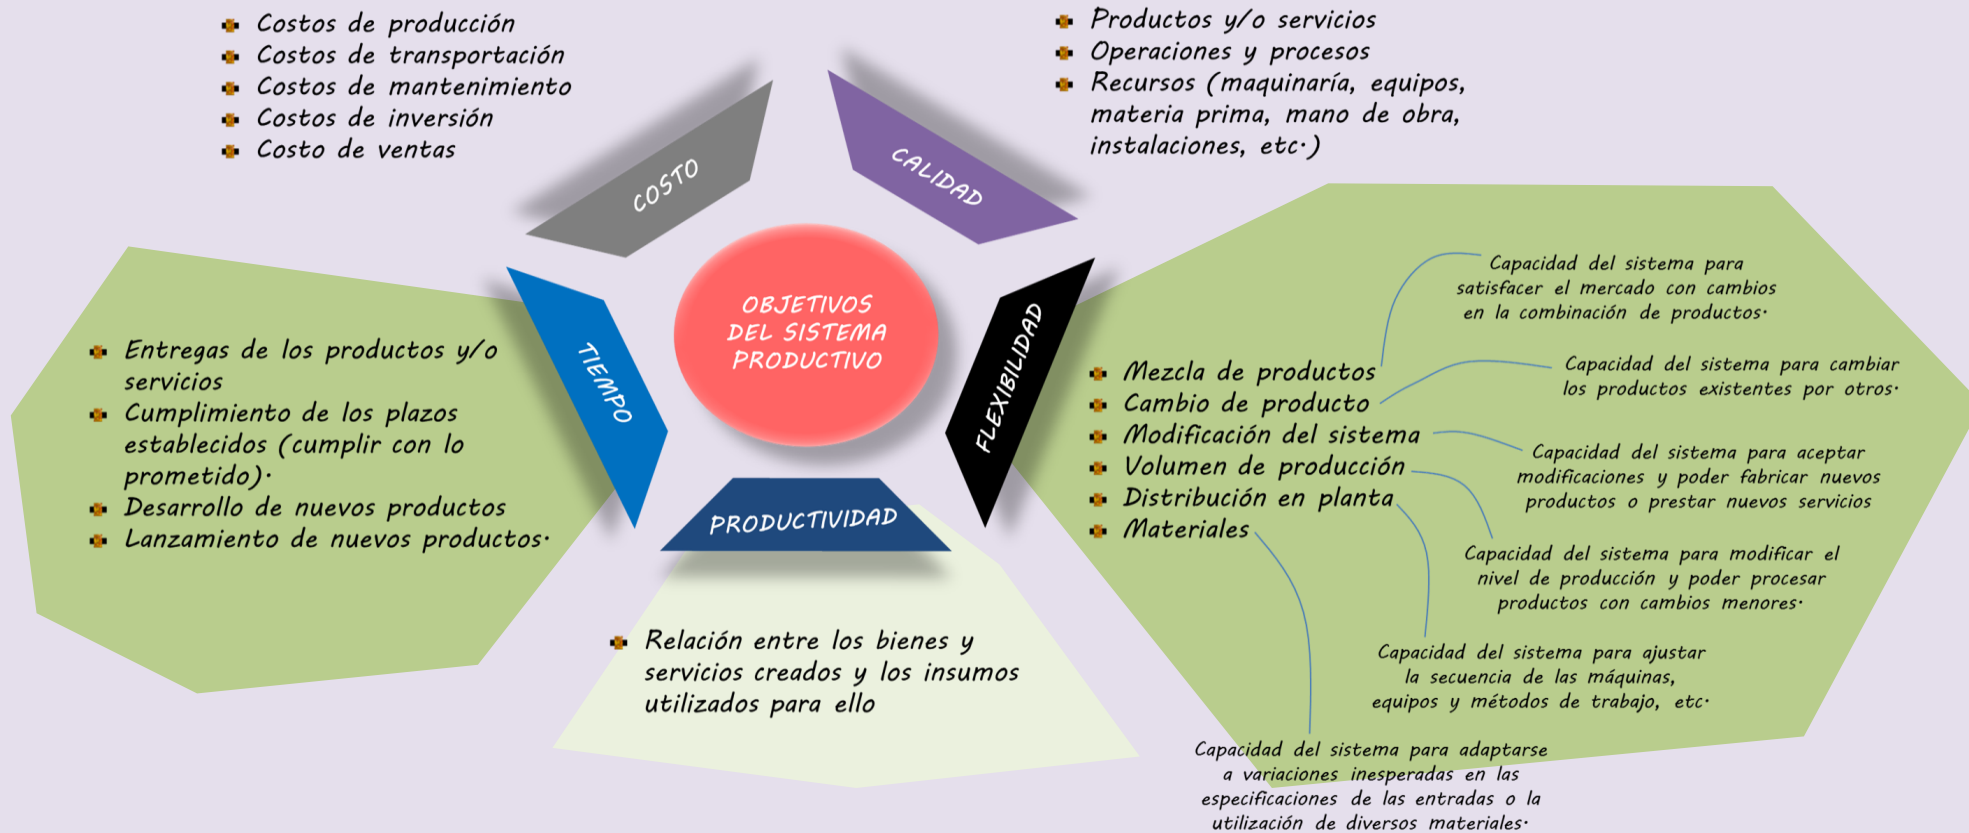 Costos de producción
Costos de transportación
Costos de mantenimiento
Costos de inversión
Costo de ventas
Productos y/o servicios
Operaciones y procesos
Recursos (maquinaría, equipos,
materia prima, mano de obra,
instalaciones, etc.)
COSTO
CALIDAD
OBJETIVOS
DEL SISTEMA
PRODUCTIVO
TIEMPO
FLEXIBILIDAD
PRODUCTIVIDAD
Entregas de los productos y/o
servicios
Cumplimiento de los plazos
establecidos (cumplir con lo
prometido).
Desarrollo de nuevos productos
Lanzamiento de nuevos productos.
Relación entre los bienes y
servicios creados y los insumos
utilizados para ello
Mezcla de productos
Cambio de producto
Modificación del sistema
Volumen de producción
Distribución en planta
Materiales
Capacidad del sistema para
satisfacer el mercado con cambios
en la combinación de productos.
Capacidad del sistema para cambiar
los productos existentes por otros.
Capacidad del sistema para aceptar
modificaciones y poder fabricar nuevos
productos o prestar nuevos servicios
Capacidad del sistema para modificar el
nivel de producción y poder procesar
productos con cambios menores.
Capacidad del sistema para ajustar
la secuencia de las máquinas,
equipos y métodos de trabajo, etc.
Capacidad del sistema para adaptarse
a variaciones inesperadas en las
especificaciones de las entradas o la
utilización de diversos materiales.